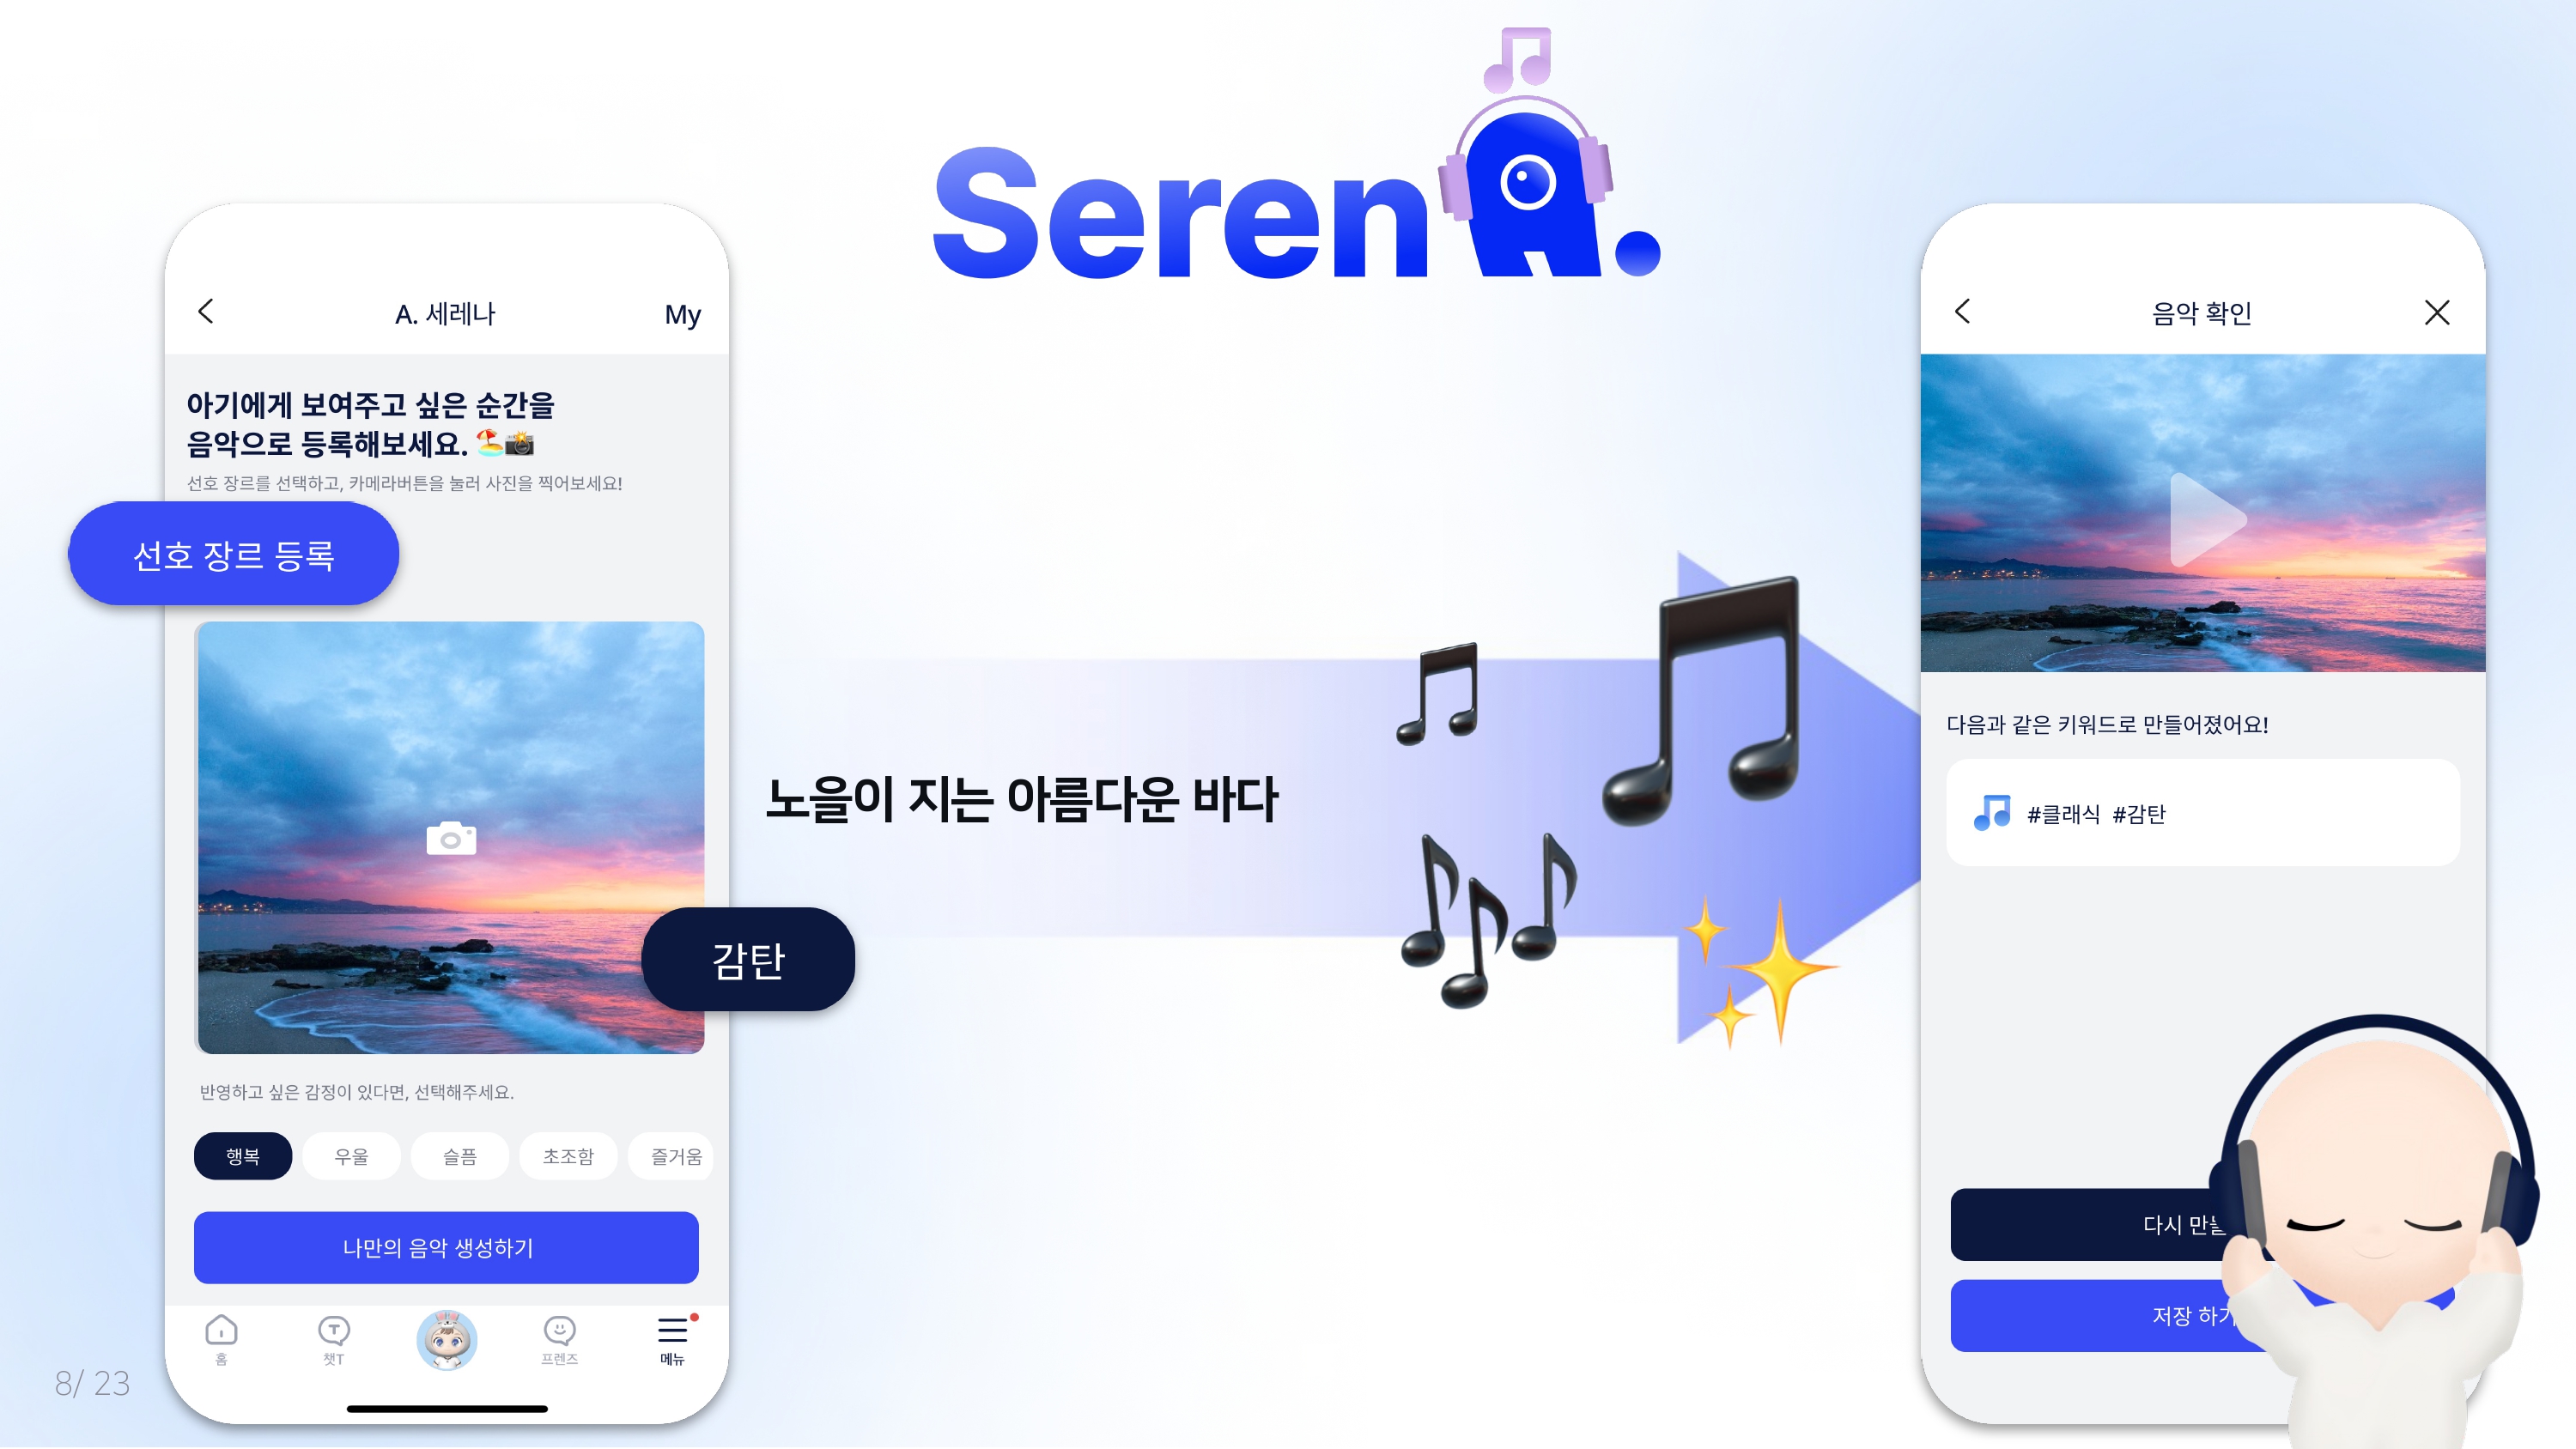 SerenA.
A. 세레나
My
아기에게 보여주고 싶은 순간을
음악으로 등록해보세요.
선호 장르를 선택하고, 카메라버튼을 눌러 사진을 찍어보세요!
선호 장르 등록
감탄
반영하고 싶은 감정이 있다면, 선택해주세요.
행복 우울 슬픔 초조함 즐거움
나만의 음악 생성하기
홈 챗T 프렌즈 메뉴
노을이 지는 아름다운 바다
음악 확인
다음과 같은 키워드로 만들어졌어요!
#클래식 #감탄
다시
저장
8/ 23